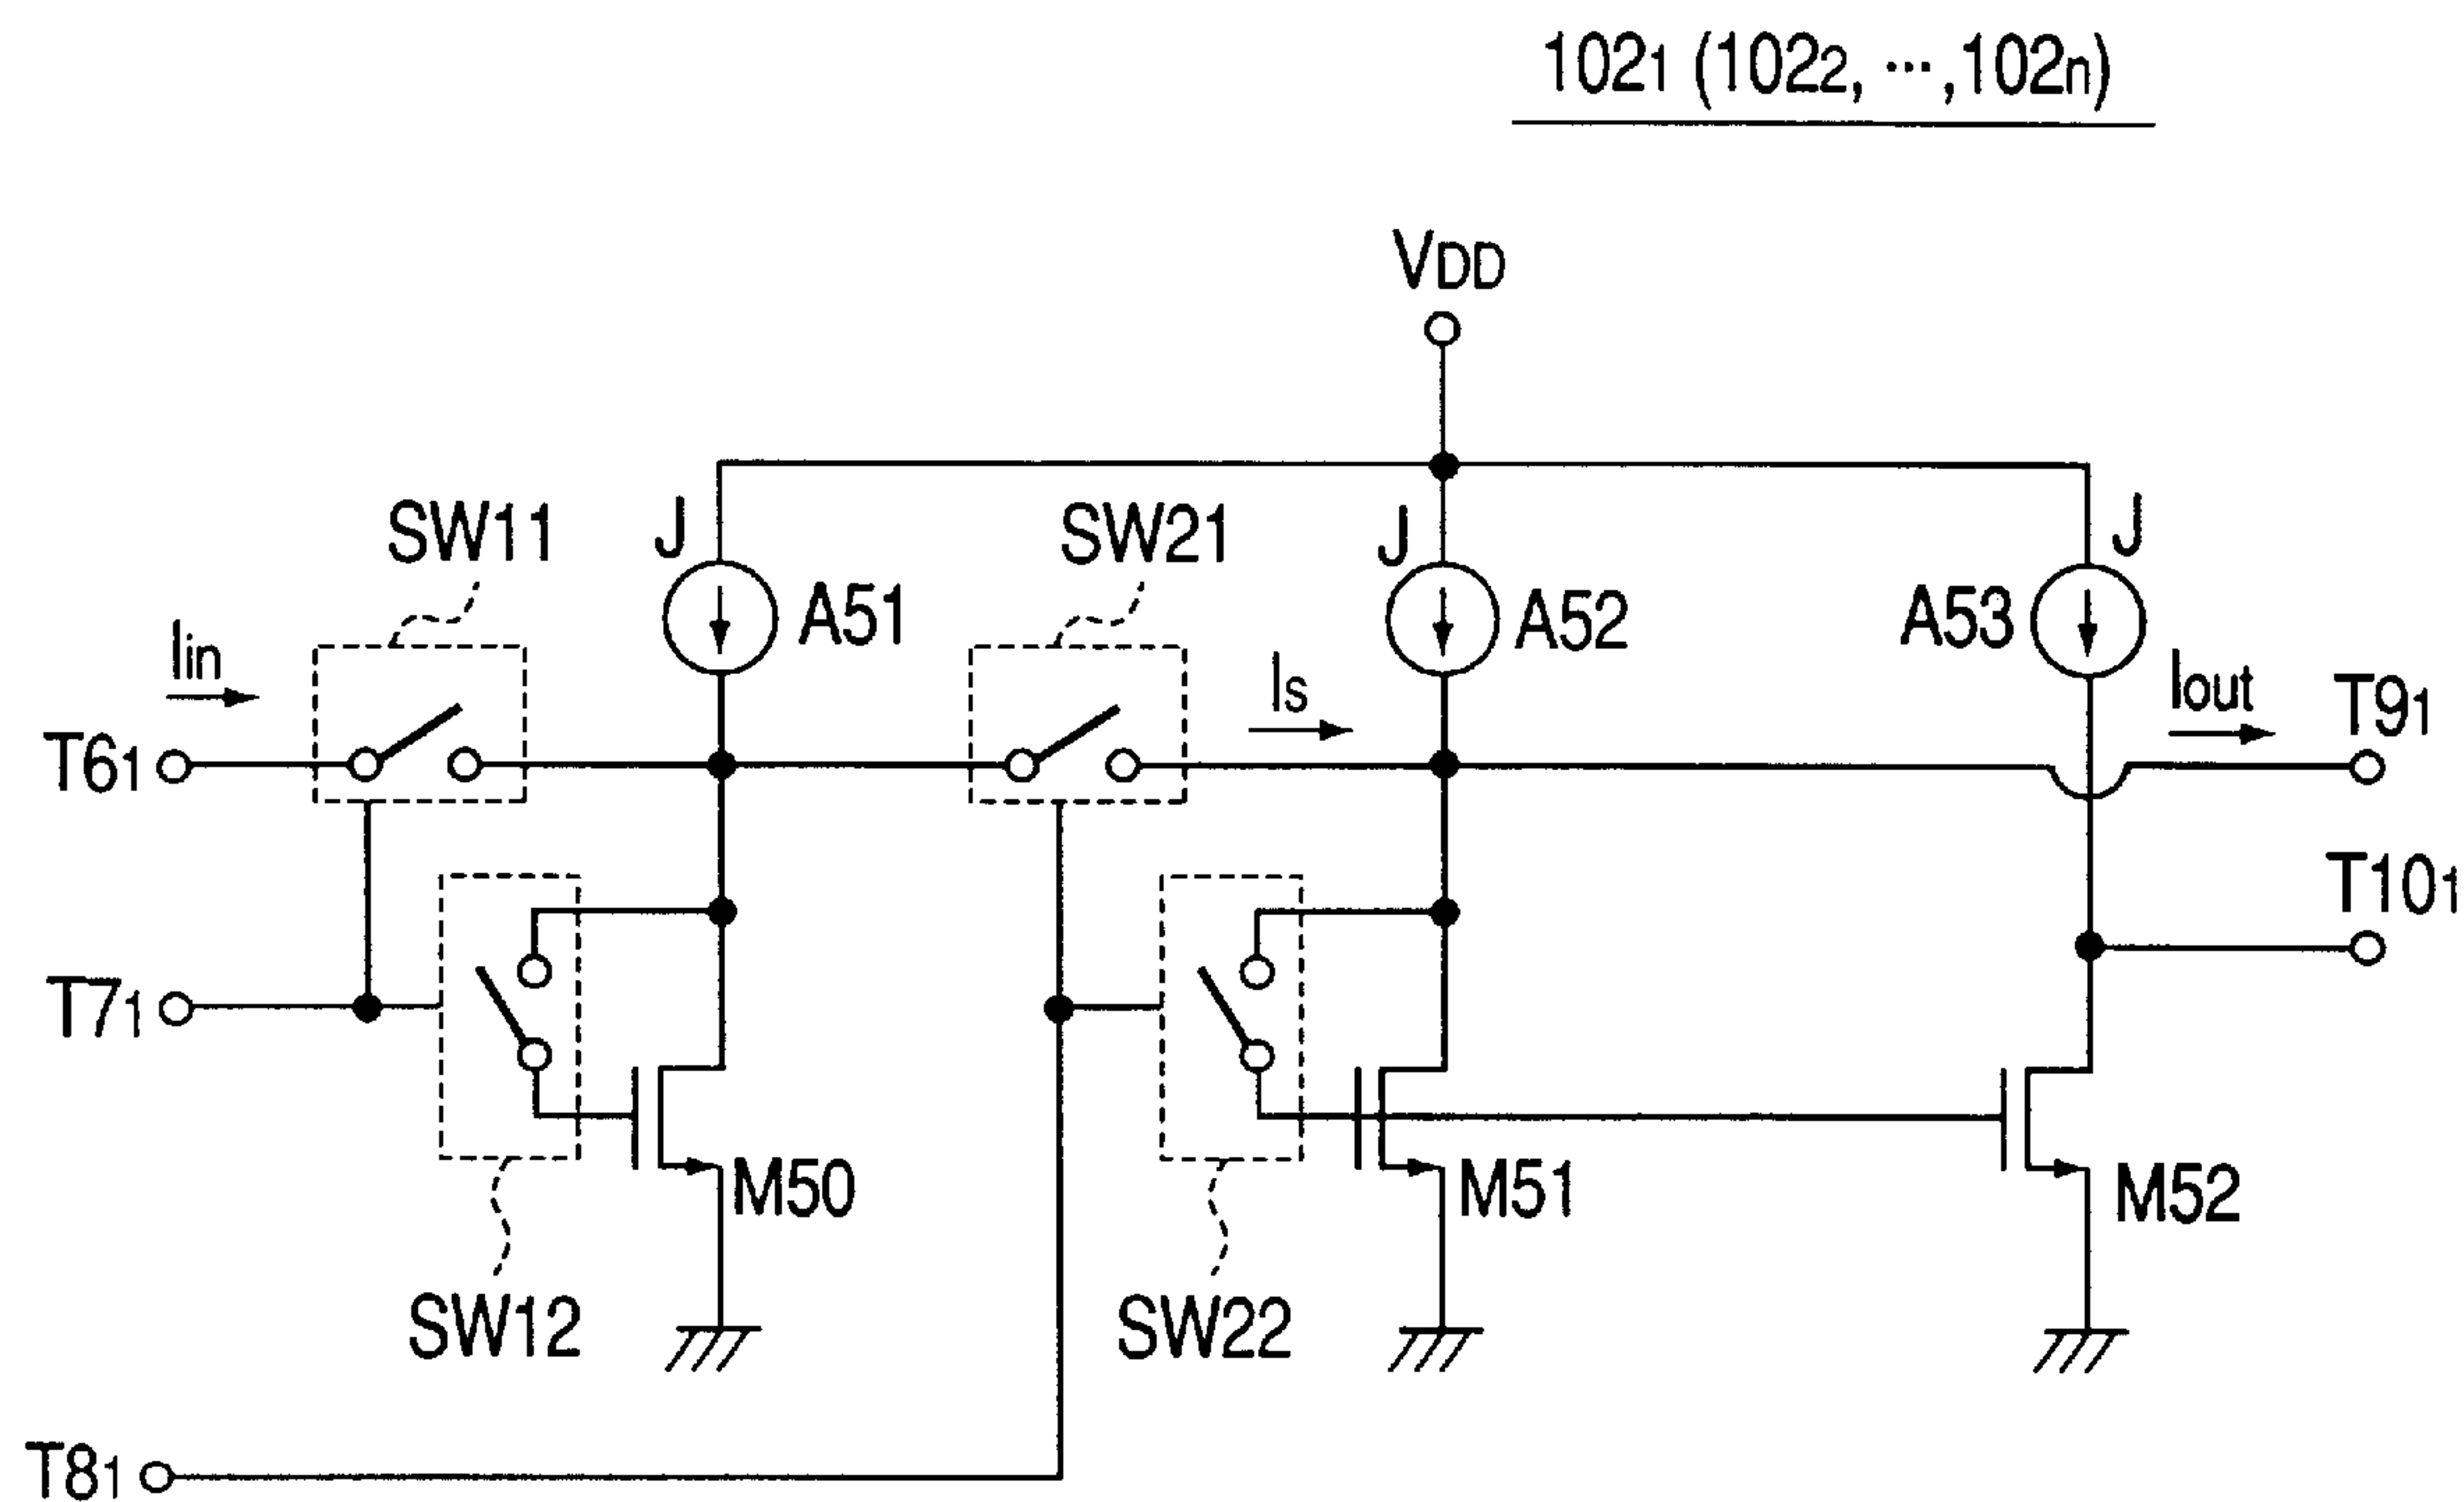 1021 (1022, ···, 102n)
VDD
SW11
J
SW21
J
J
A51
A52
A53
Iin
Is
Iout
T91
T61
T101
T71
M50
M51
M52
SW12
SW22
T81